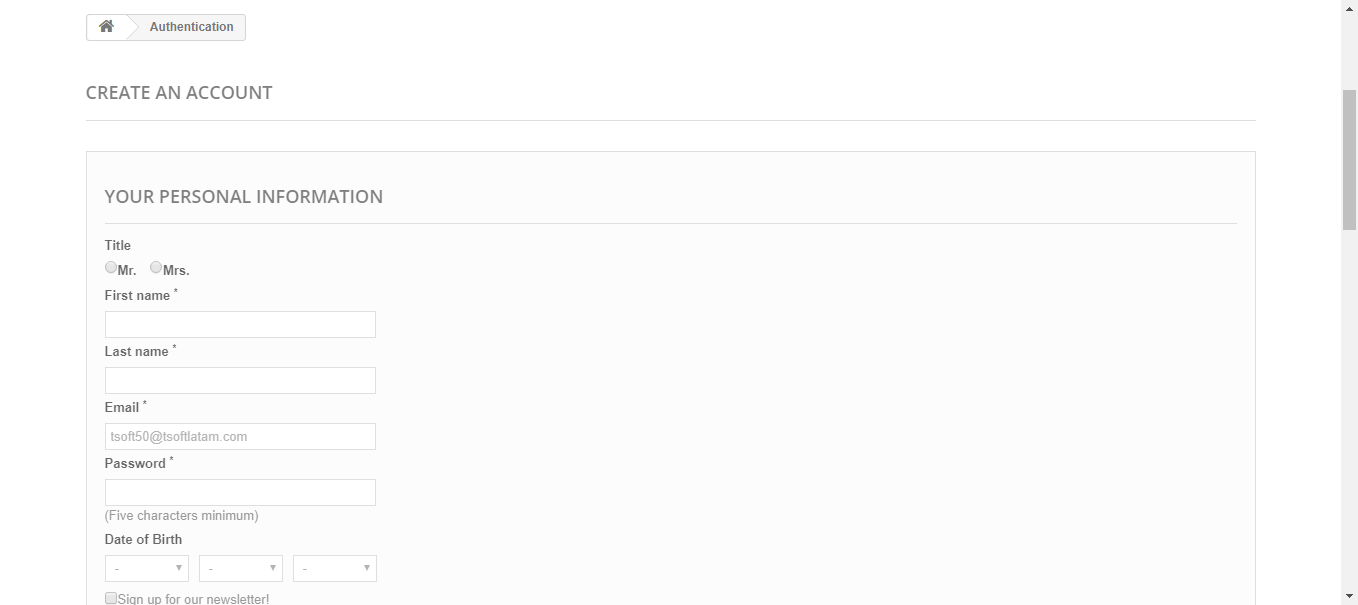 Authentication
CREATE AN ACCOUNT
YOUR PERSONAL INFORMATION
Title
Mr. Mrs.
First name *
Last name *
Email *
tsoft50@tsoftlatam.com
Password *
(Five characters minimum)
Date of Birth
- - -
Sign up for our newsletter!